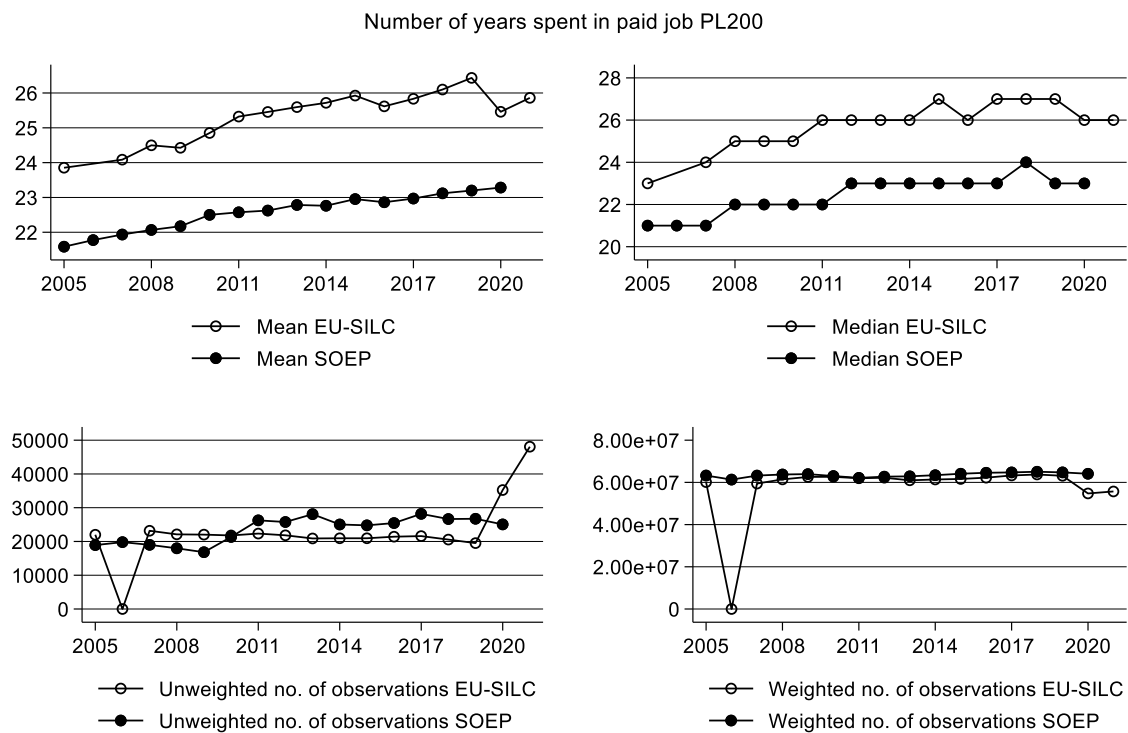 Number of years spent in paid job PL200
26
25
24
23
22
2005 2008 2011 2014 2017 2020
Mean EU-SILC
Mean SOEP
28
26
24
22
20
2005 2008 2011 2014 2017 2020
Median EU-SILC
Median SOEP
50000
40000
30000
20000
10000
0
2005 2008 2011 2014 2017 2020
Unweighted no. of observations EU-SILC
Unweighted no. of observations SOEP
8.00e+07
6.00e+07
4.00e+07
2.00e+07
0
2005 2008 2011 2014 2017 2020
Weighted no. of observations EU-SILC
Weighted no. of observations SOEP